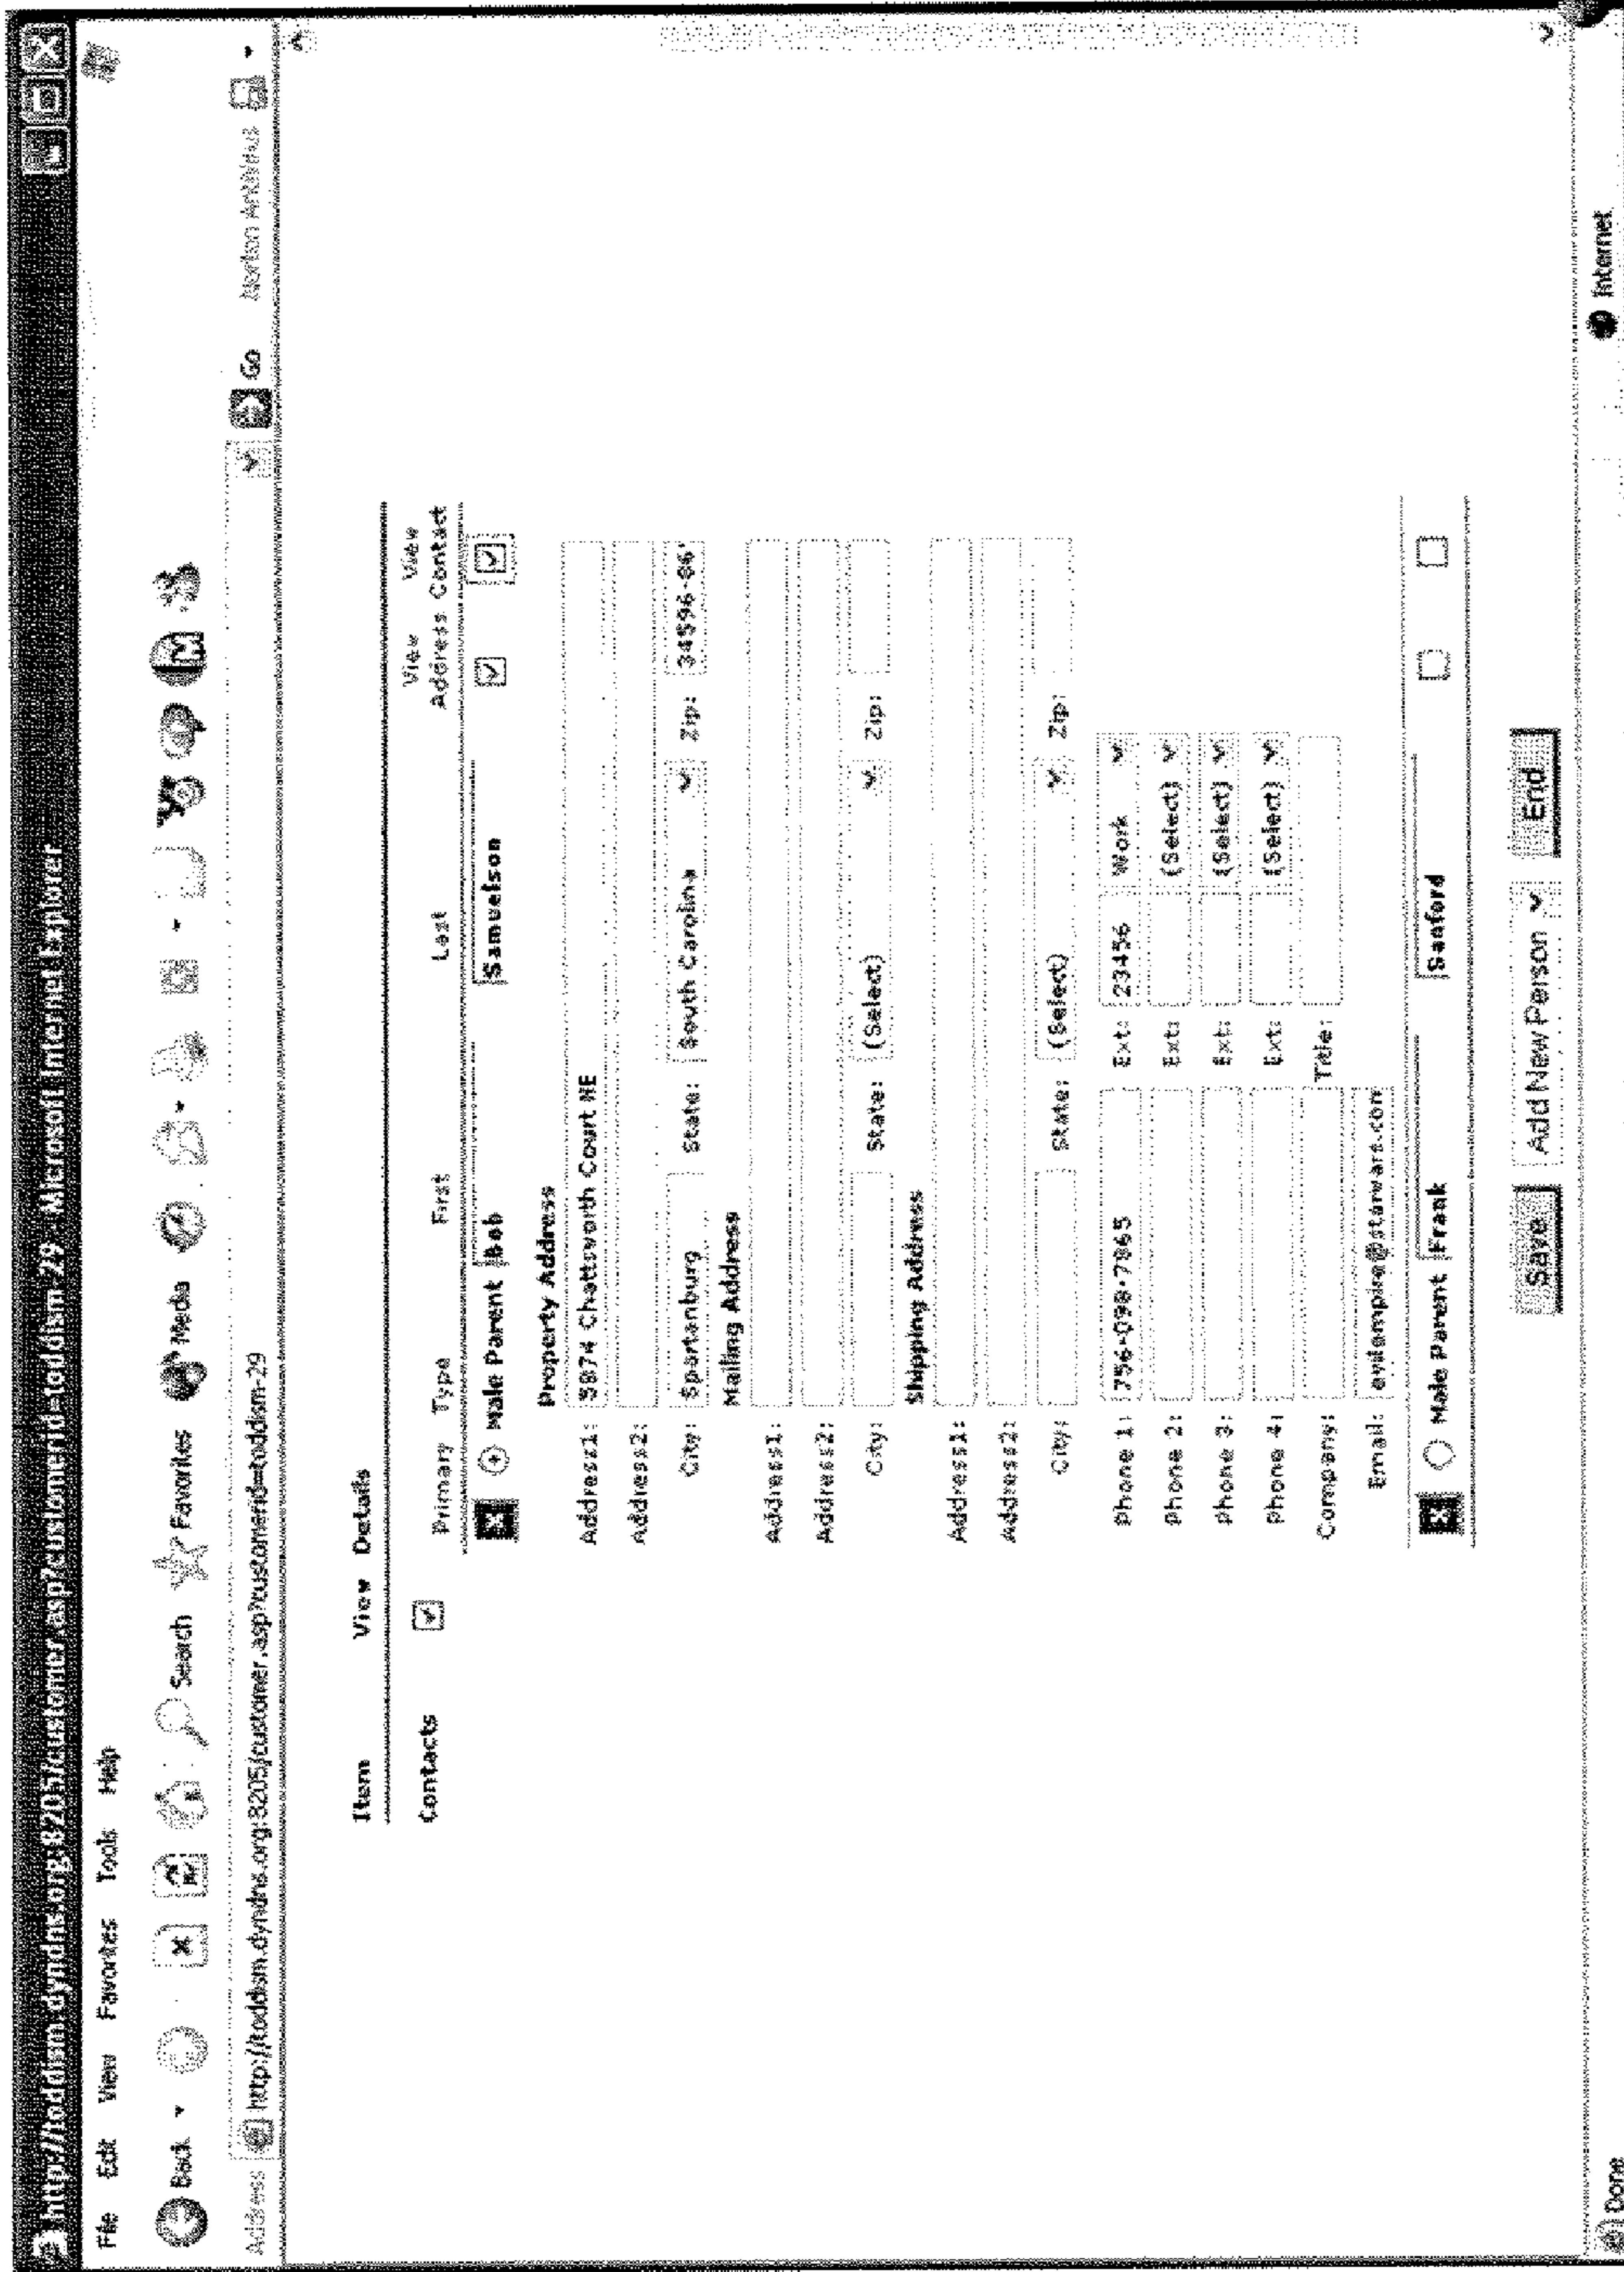 http://toddism.dyndns.org:8205/customer.asp?customerid=toddism-29 - Microsoft Internet Explorer
File Edit View Favorites Tools Help
Back Search Favorites Media
Address http://toddism.dyndns.org:8205/customer.asp?customerid=toddism-29 Go Norton AntiVirus
Item View Details
Contacts Primary Type First Last View Address View Contact
Male Parent Bob Samuelson
Property Address
Address1: 5874 Chattsworth Court NE
Address2:
City: Spartanburg State: South Carolina Zip: 34596-86
Mailing Address
Address1:
Address2:
City: State: (Select) Zip:
Shipping Address
Address1:
Address2:
City: State: (Select) Zip:
Phone 1: 756-098-7865 Ext: 23456 Work
Phone 2: Ext: (Select)
Phone 3: Ext: (Select)
Phone 4: Ext: (Select)
Company: Title:
Email: evilempire@starwars.com
Male Parent Frank Sanford
Save Add New Person End
Done Internet